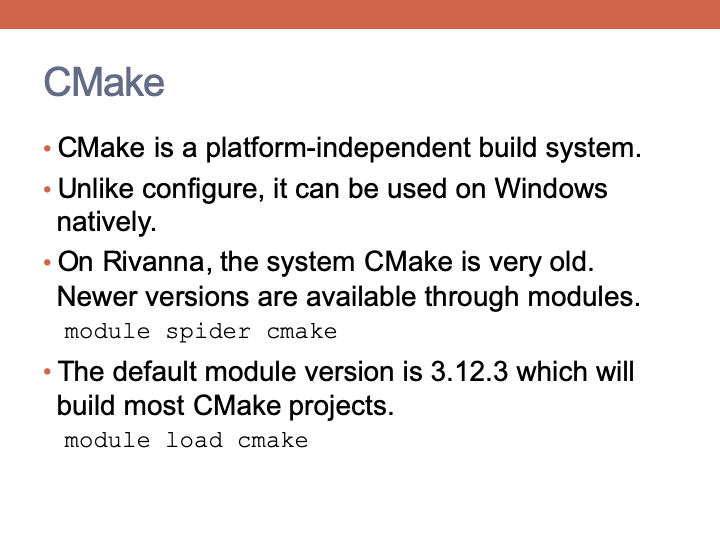 CMake
• CMake is a platform-independent build system.
• Unlike configure, it can be used on Windows
natively.
• On Rivanna, the system CMake is very old.
Newer versions are available through modules.
module spider cmake
• The default module version is 3.12.3 which will
build most CMake projects.
module load cmake